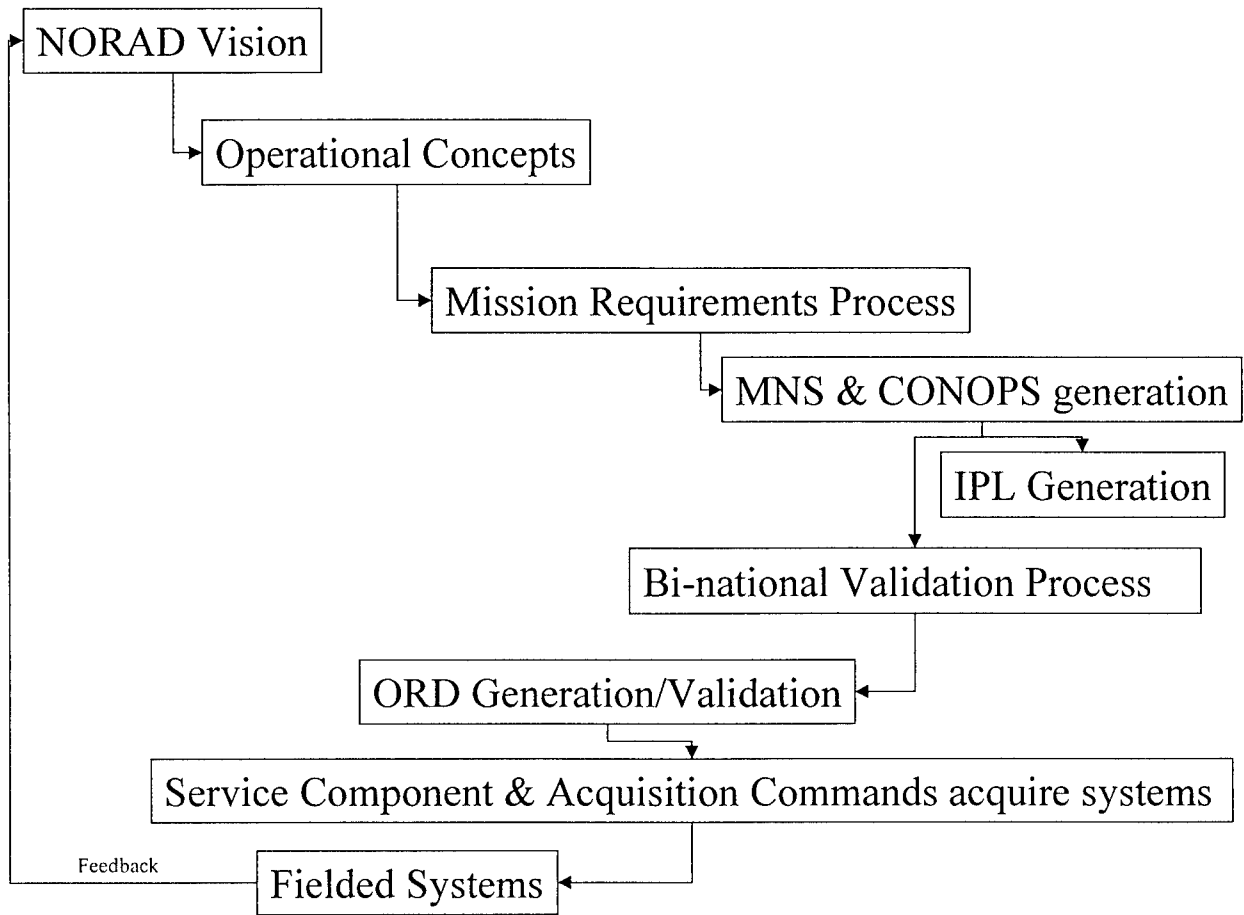 NORAD Vision
Operational Concepts
Mission Requirements Process
MNS & CONOPS generation
IPL Generation
Bi-national Validation Process
ORD Generation/Validation
Service Component & Acquisition Commands acquire systems
Feedback
Fielded Systems